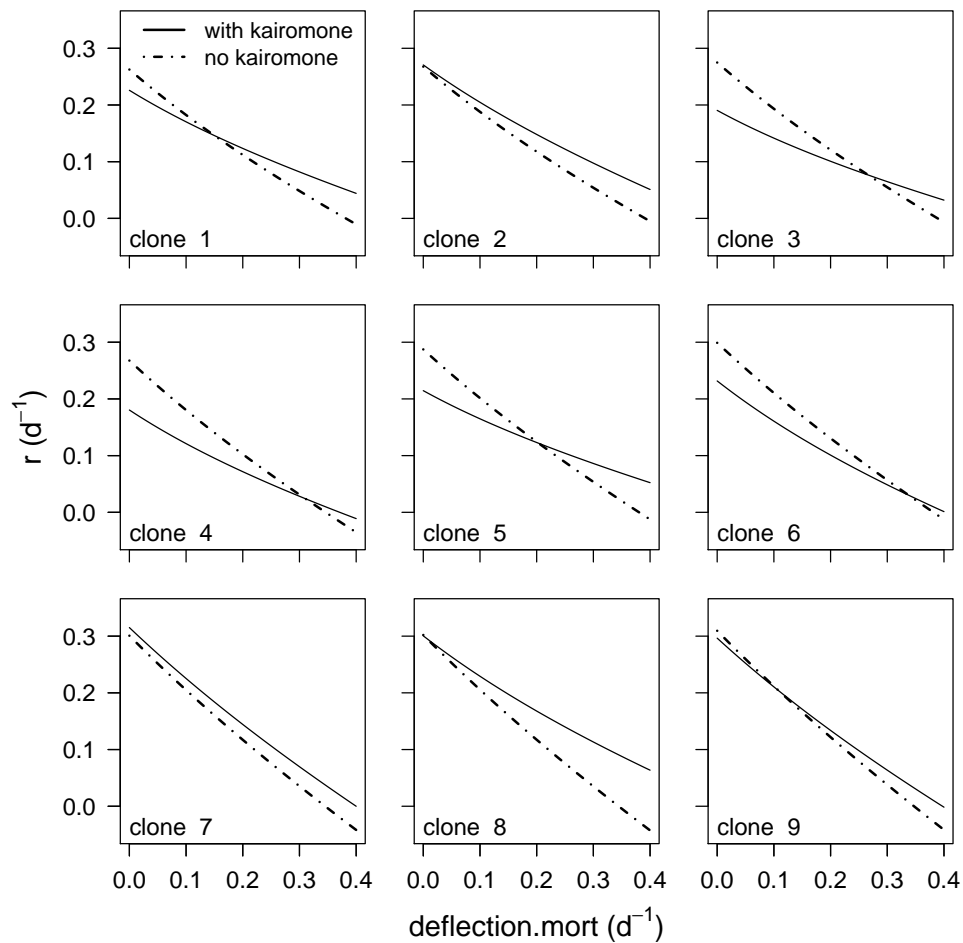 with kairomone
no kairomone
0.3
0.2
0.1
0.0
clone 1
clone 2
clone 3
0.3
0.2
0.1
0.0
clone 4
clone 5
clone 6
r (d⁻¹)
0.3
0.2
0.1
0.0
clone 7
clone 8
clone 9
0.0 0.1 0.2 0.3 0.4 0.0 0.1 0.2 0.3 0.4 0.0 0.1 0.2 0.3 0.4
deflection.mort (d⁻¹)